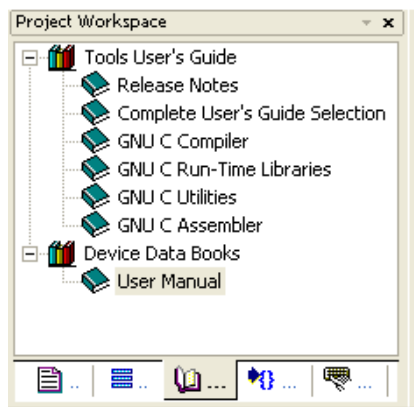 Project Workspace
Tools User's Guide
Release Notes
Complete User's Guide Selection
GNU C Compiler
GNU C Run-Time Libraries
GNU C Utilities
GNU C Assembler
Device Data Books
User Manual
.. .. ... ... ...